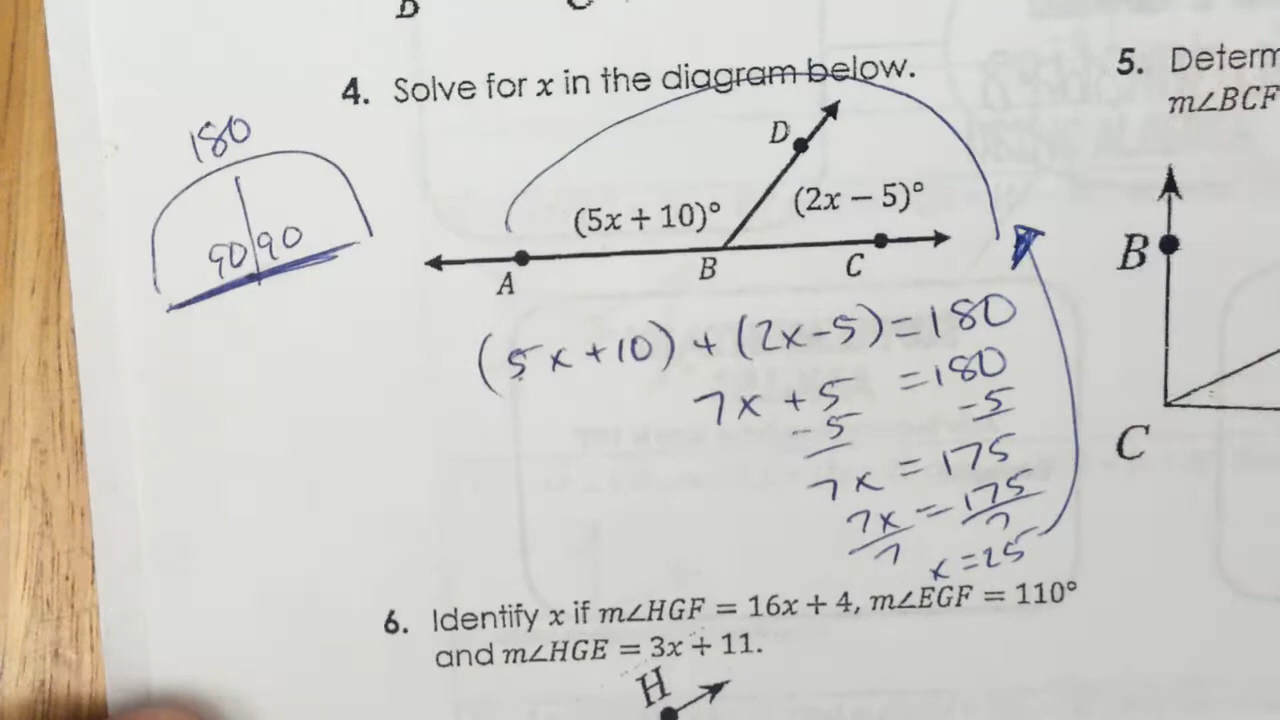 B
4. Solve for x in the diagram below.
180
90 90
D
(5x + 10)°
(2x − 5)°
A
B
C
(5x+10) + (2x-5) = 180
7x + 5 = 180
-5 -5
7x = 175
7x = 175
7 7
x = 25
5. Determ
m∠BCF
B
C
6. Identify x if m∠HGF = 16x + 4, m∠EGF = 110°
and m∠HGE = 3x + 11.
H